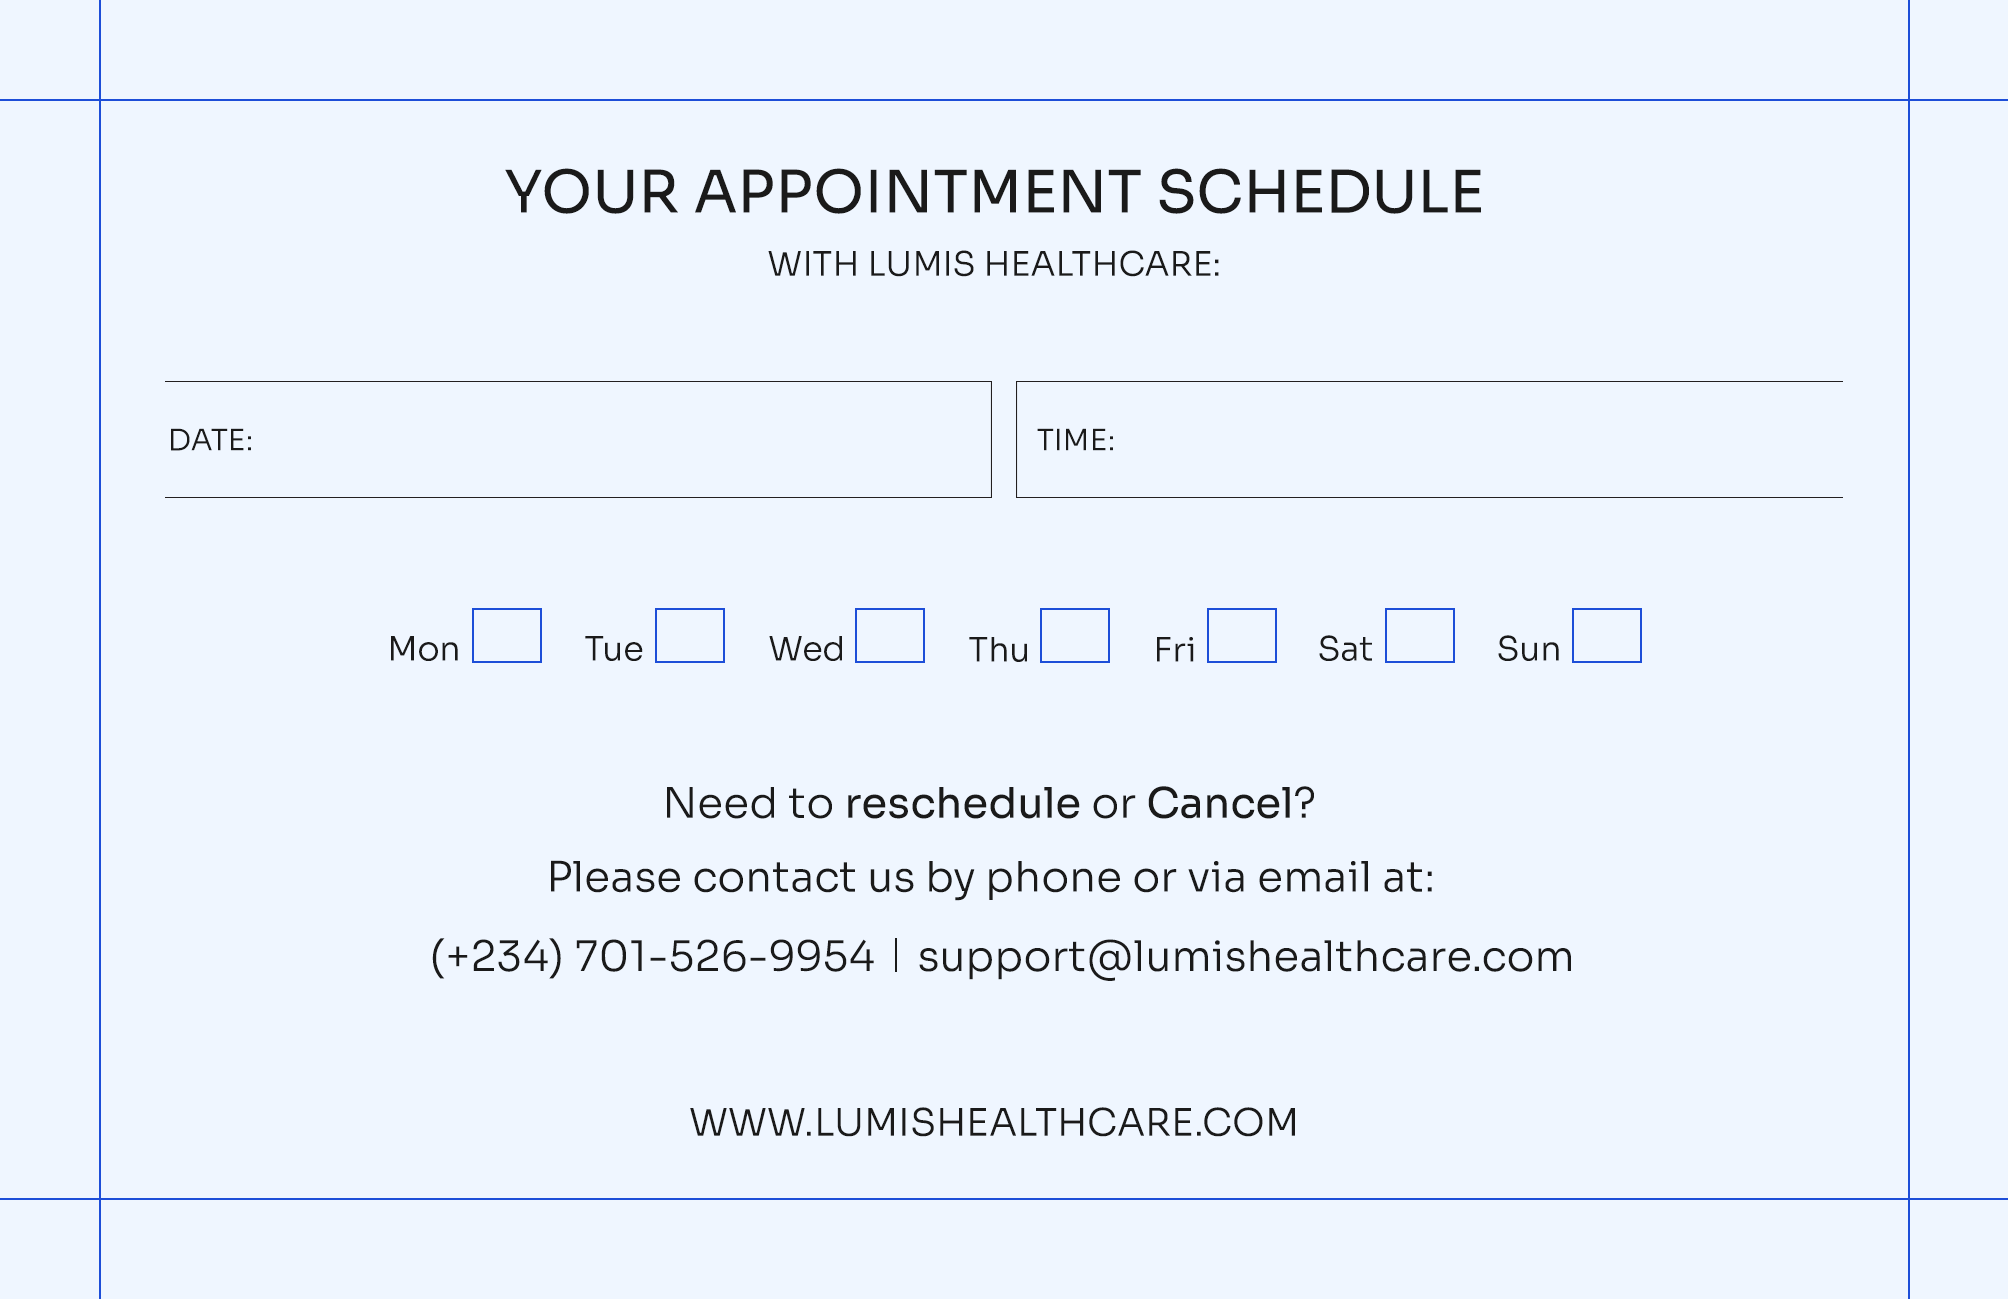 YOUR APPOINTMENT SCHEDULE
WITH LUMIS HEALTHCARE:
DATE: TIME:
Mon Tue Wed Thu Fri Sat Sun
Need to reschedule or Cancel?
Please contact us by phone or via email at:
(+234) 701-526-9954 | support@lumishealthcare.com
WWW.LUMISHEALTHCARE.COM